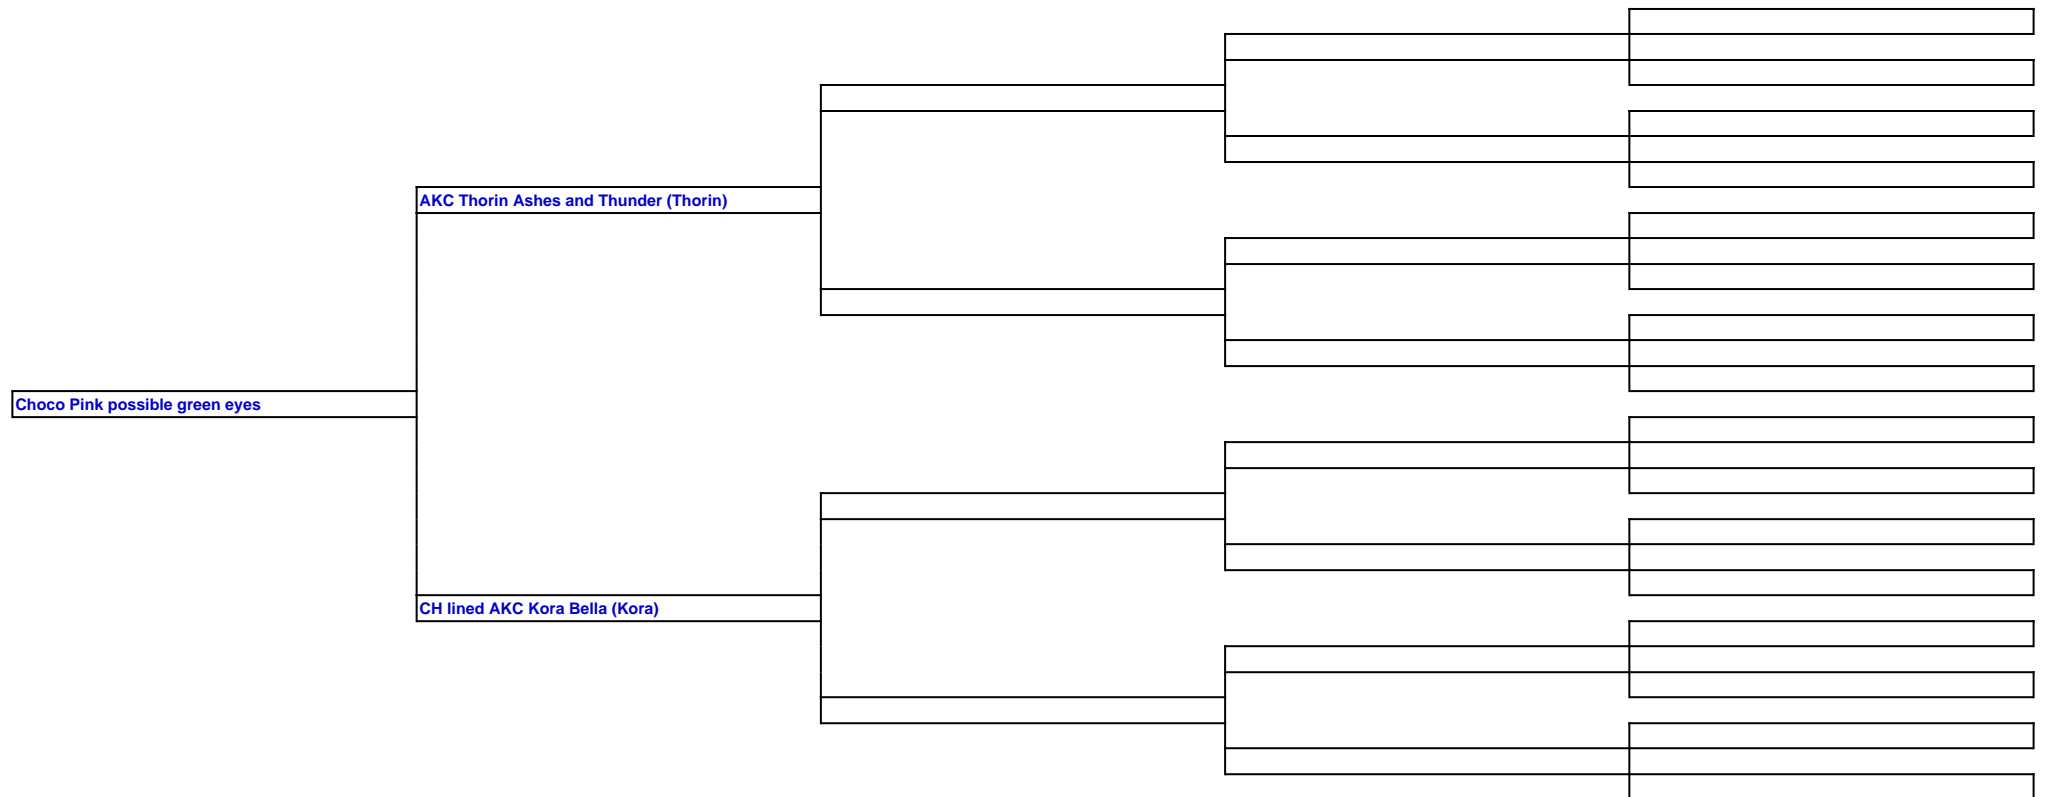 AKC Thorin Ashes and Thunder (Thorin)
Choco Pink possible green eyes
CH lined AKC Kora Bella (Kora)